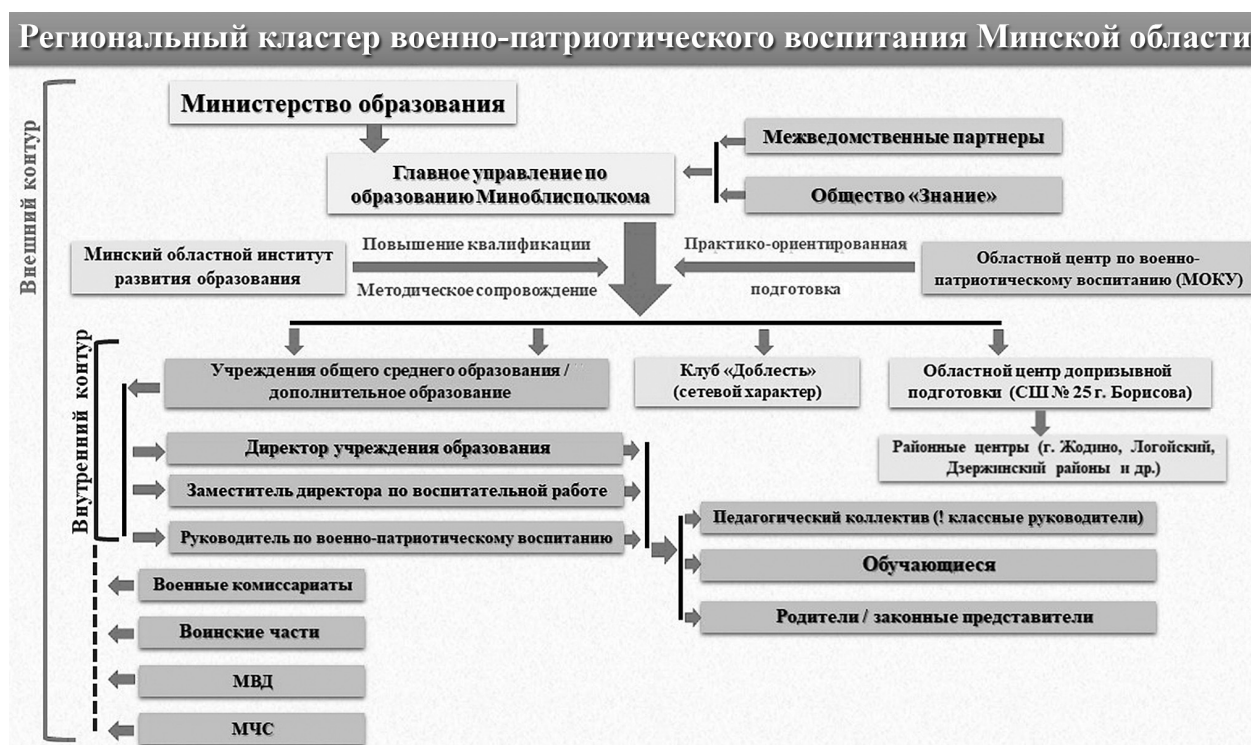 Региональный кластер военно-патриотического воспитания Минской области
Внешний контур
Министерство образования
Главное управление по
образованию Миноблисполкома
Межведомственные партнеры
Общество «Знание»
Минский областной институт
развития образования
Повышение квалификации
Методическое сопровождение
Практико-ориентированная
подготовка
Областной центр по военно-
патриотическому воспитанию (МОКУ)
Внутренний контур
Учреждения общего среднего образования /
дополнительное образование
Клуб «Доблесть»
(сетевой характер)
Областной центр допризывной
подготовки (СШ № 25 г. Борисова)
Районные центры (г. Жодино, Логойский,
Дзержинский районы и др.)
Директор учреждения образования
Заместитель директора по воспитательной работе
Руководитель по военно-патриотическому воспитанию
Педагогический коллектив (! классные руководители)
Обучающиеся
Родители / законные представители
Военные комиссариаты
Воинские части
МВД
МЧС